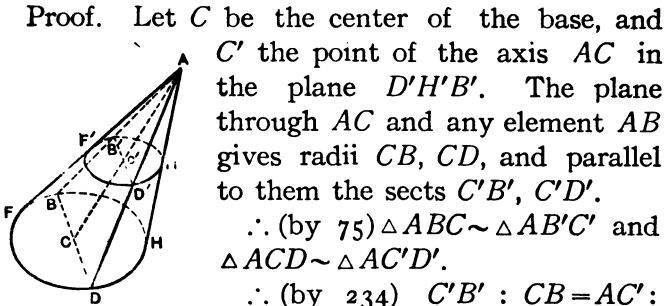 Proof. Let C be the center of the base, and
C′ the point of the axis AC in
the plane D′H′B′. The plane
through AC and any element AB
gives radii CB, CD, and parallel
to them the sects C′B′, C′D′.
∴ (by 75) △ ABC ~ △ AB′C′ and
△ ACD ~ △ AC′D′.
∴ (by 234) C′B′ : CB = AC′ :
A
F′
B′
C′
D′
F
B
C
H
D